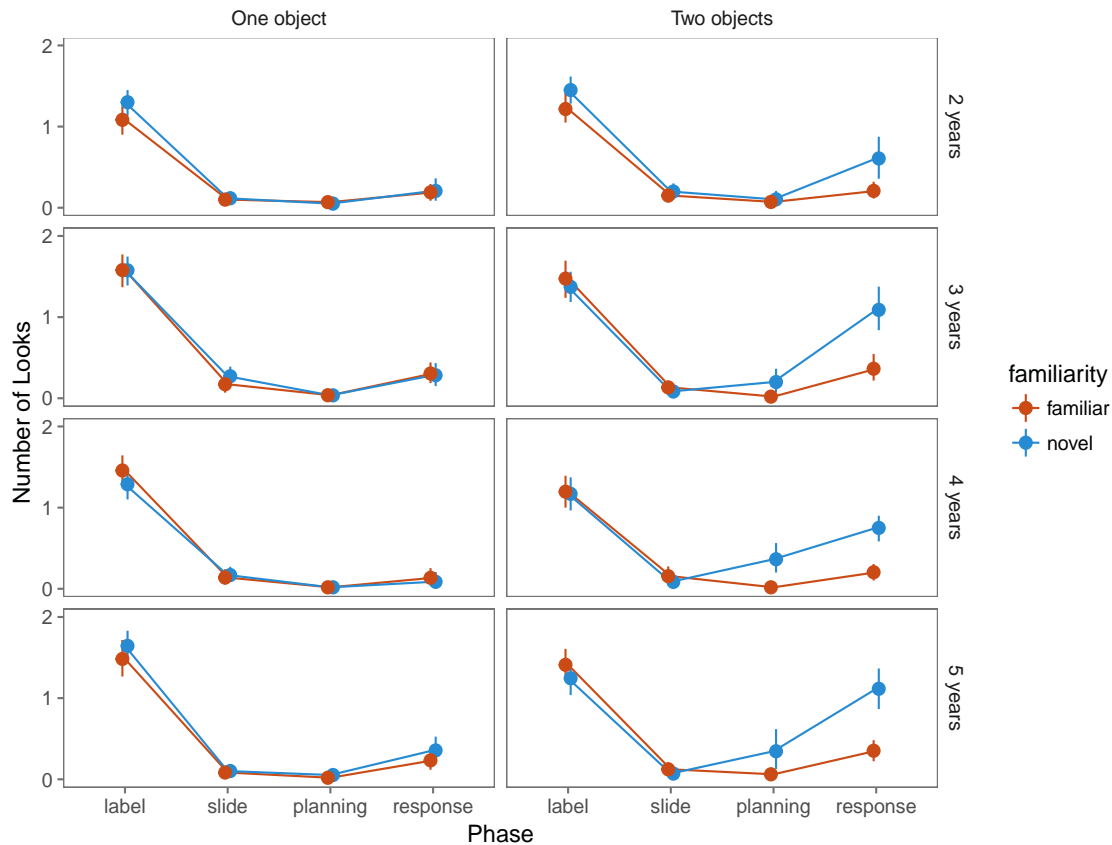 One object
Two objects
2
1
0
2 years
2
1
0
3 years
2
1
0
4 years
2
1
0
5 years
label
slide
planning
response
label
slide
planning
response
Phase
Number of Looks
familiarity
familiar
novel